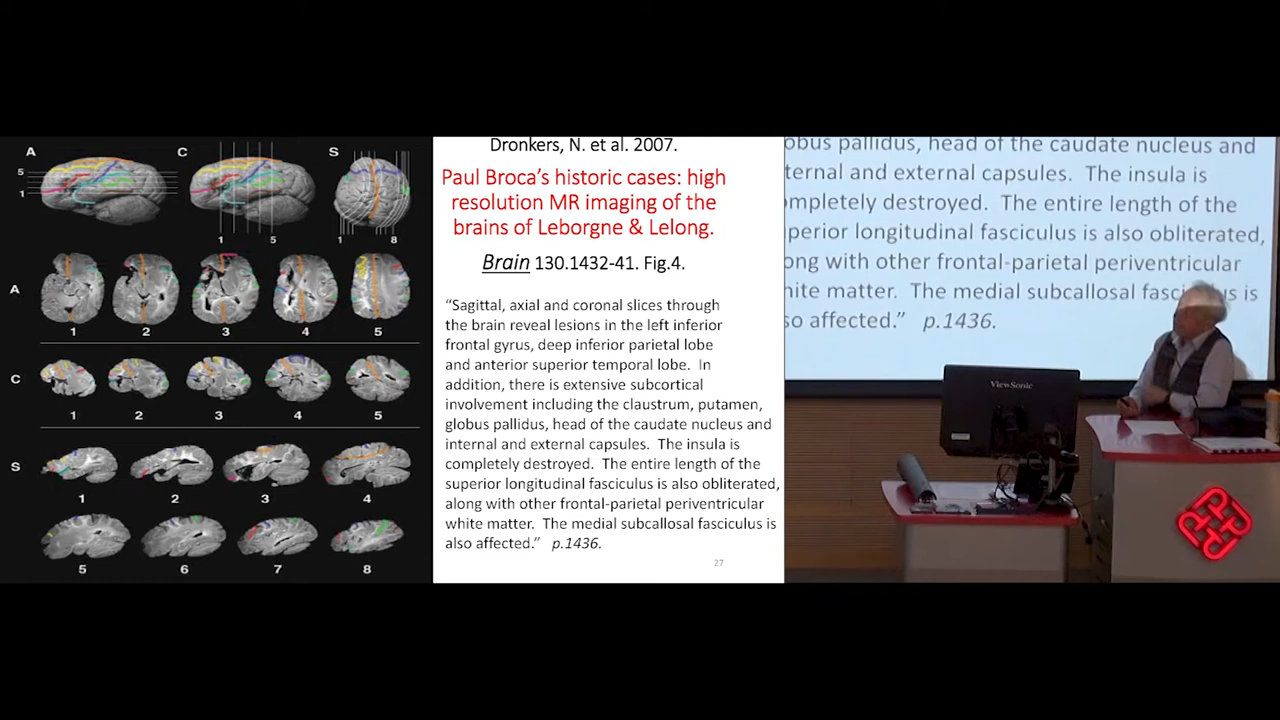 A
C
S
5
1
1
5
1
8
A
1
2
3
4
5
C
1
2
3
4
5
S
1
2
3
4
5
6
7
8
Dronkers, N. et al. 2007.
Paul Broca's historic cases: high
resolution MR imaging of the
brains of Leborgne & Lelong.
Brain 130.1432-41. Fig.4.
“Sagittal, axial and coronal slices through
the brain reveal lesions in the left inferior
frontal gyrus, deep inferior parietal lobe
and anterior superior temporal lobe. In
addition, there is extensive subcortical
involvement including the claustrum, putamen,
globus pallidus, head of the caudate nucleus and
internal and external capsules. The insula is
completely destroyed. The entire length of the
superior longitudinal fasciculus is also obliterated,
along with other frontal-parietal periventricular
white matter. The medial subcallosal fasciculus is
also affected.” p.1436.
27
obus pallidus, head of the caudate nucleus and
ternal and external capsules. The insula is
mpletely destroyed. The entire length of the
perior longitudinal fasciculus is also obliterated,
ong with other frontal-parietal periventricular
hite matter. The medial subcallosal is
so affected.” p.1436.
ViewSonic